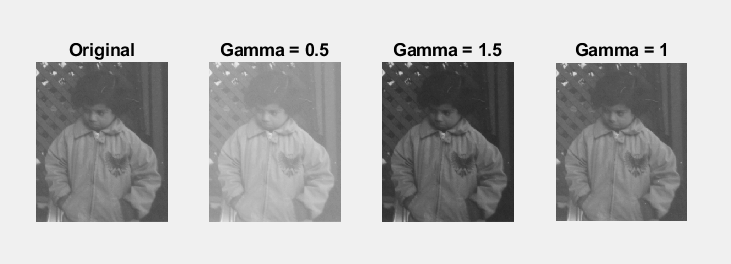 Original
Gamma = 0.5
Gamma = 1.5
Gamma = 1